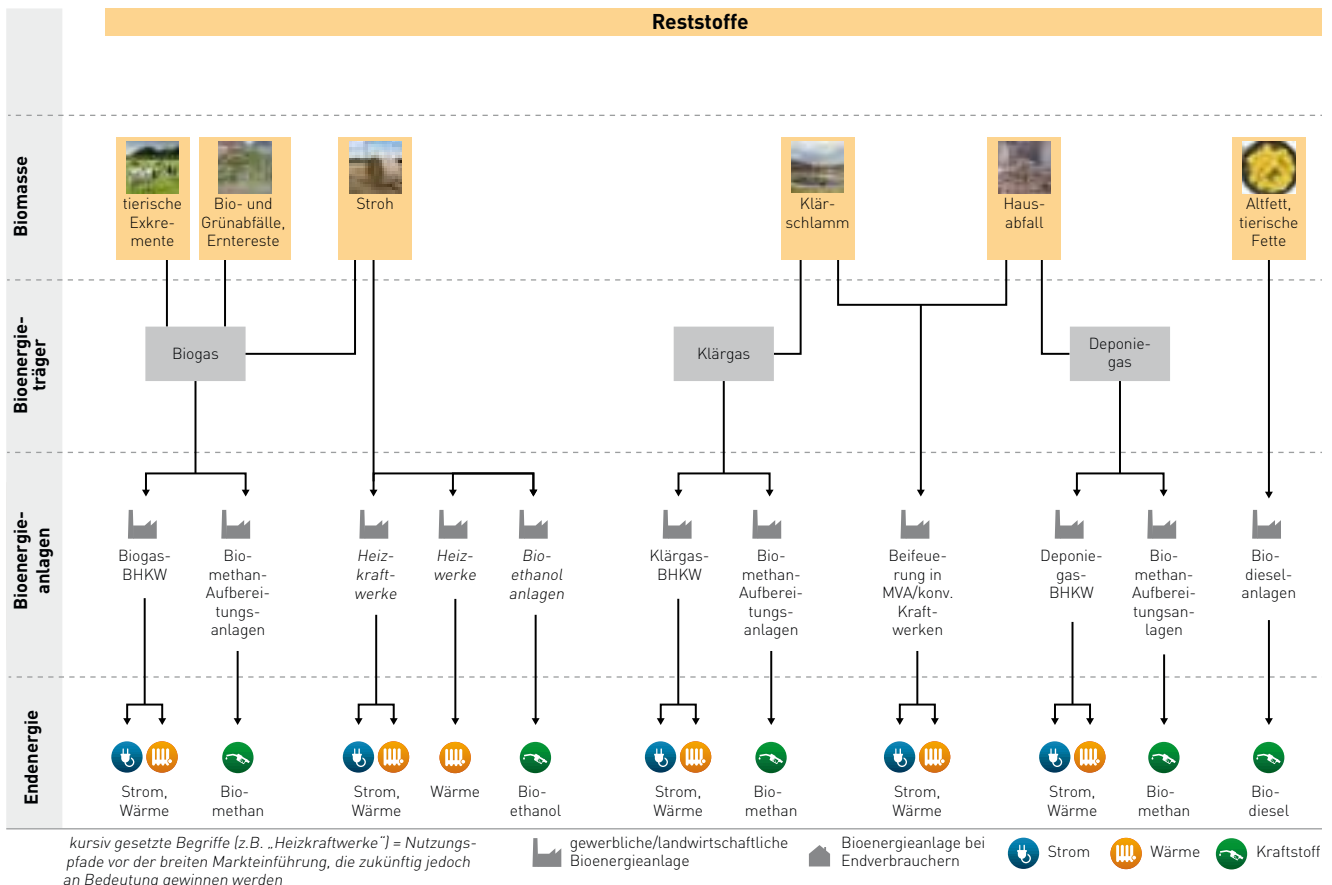 Reststoffe
Biomasse
tierische
Exkre-
mente
Bio- und
Grünabfälle,
Erntereste
Stroh
Klär-
schlamm
Haus-
abfall
Altfett,
tierische
Fette
Bioenergie-
träger
Biogas
Klärgas
Deponie-
gas
Bioenergie-
anlagen
Biogas-
BHKW
Bio-
methan-
Aufberei-
tungs-
anlagen
Heiz-
kraft-
werke
Heiz-
werke
Bio-
ethanol
anlagen
Klärgas-
BHKW
Bio-
methan-
Aufberei-
tungs-
anlagen
Beifeue-
rung in
MVA/konv.
Kraft-
werken
Deponie-
gas-
BHKW
Bio-
methan-
Aufberei-
tungsan-
lagen
Bio-
diesel-
anlagen
Endenergie
Strom,
Wärme
Bio-
methan
Strom,
Wärme
Wärme
Bio-
ethanol
Strom,
Wärme
Bio-
methan
Strom,
Wärme
Strom,
Wärme
Bio-
methan
Bio-
diesel
kursiv gesetzte Begriffe (z.B. „Heizkraftwerke“) = Nutzungs-
pfade vor der breiten Markteinführung, die zukünftig jedoch
an Bedeutung gewinnen werden
gewerbliche/landwirtschaftliche
Bioenergieanlage
Bioenergieanlage bei
Endverbrauchern
Strom
Wärme
Kraftstoff